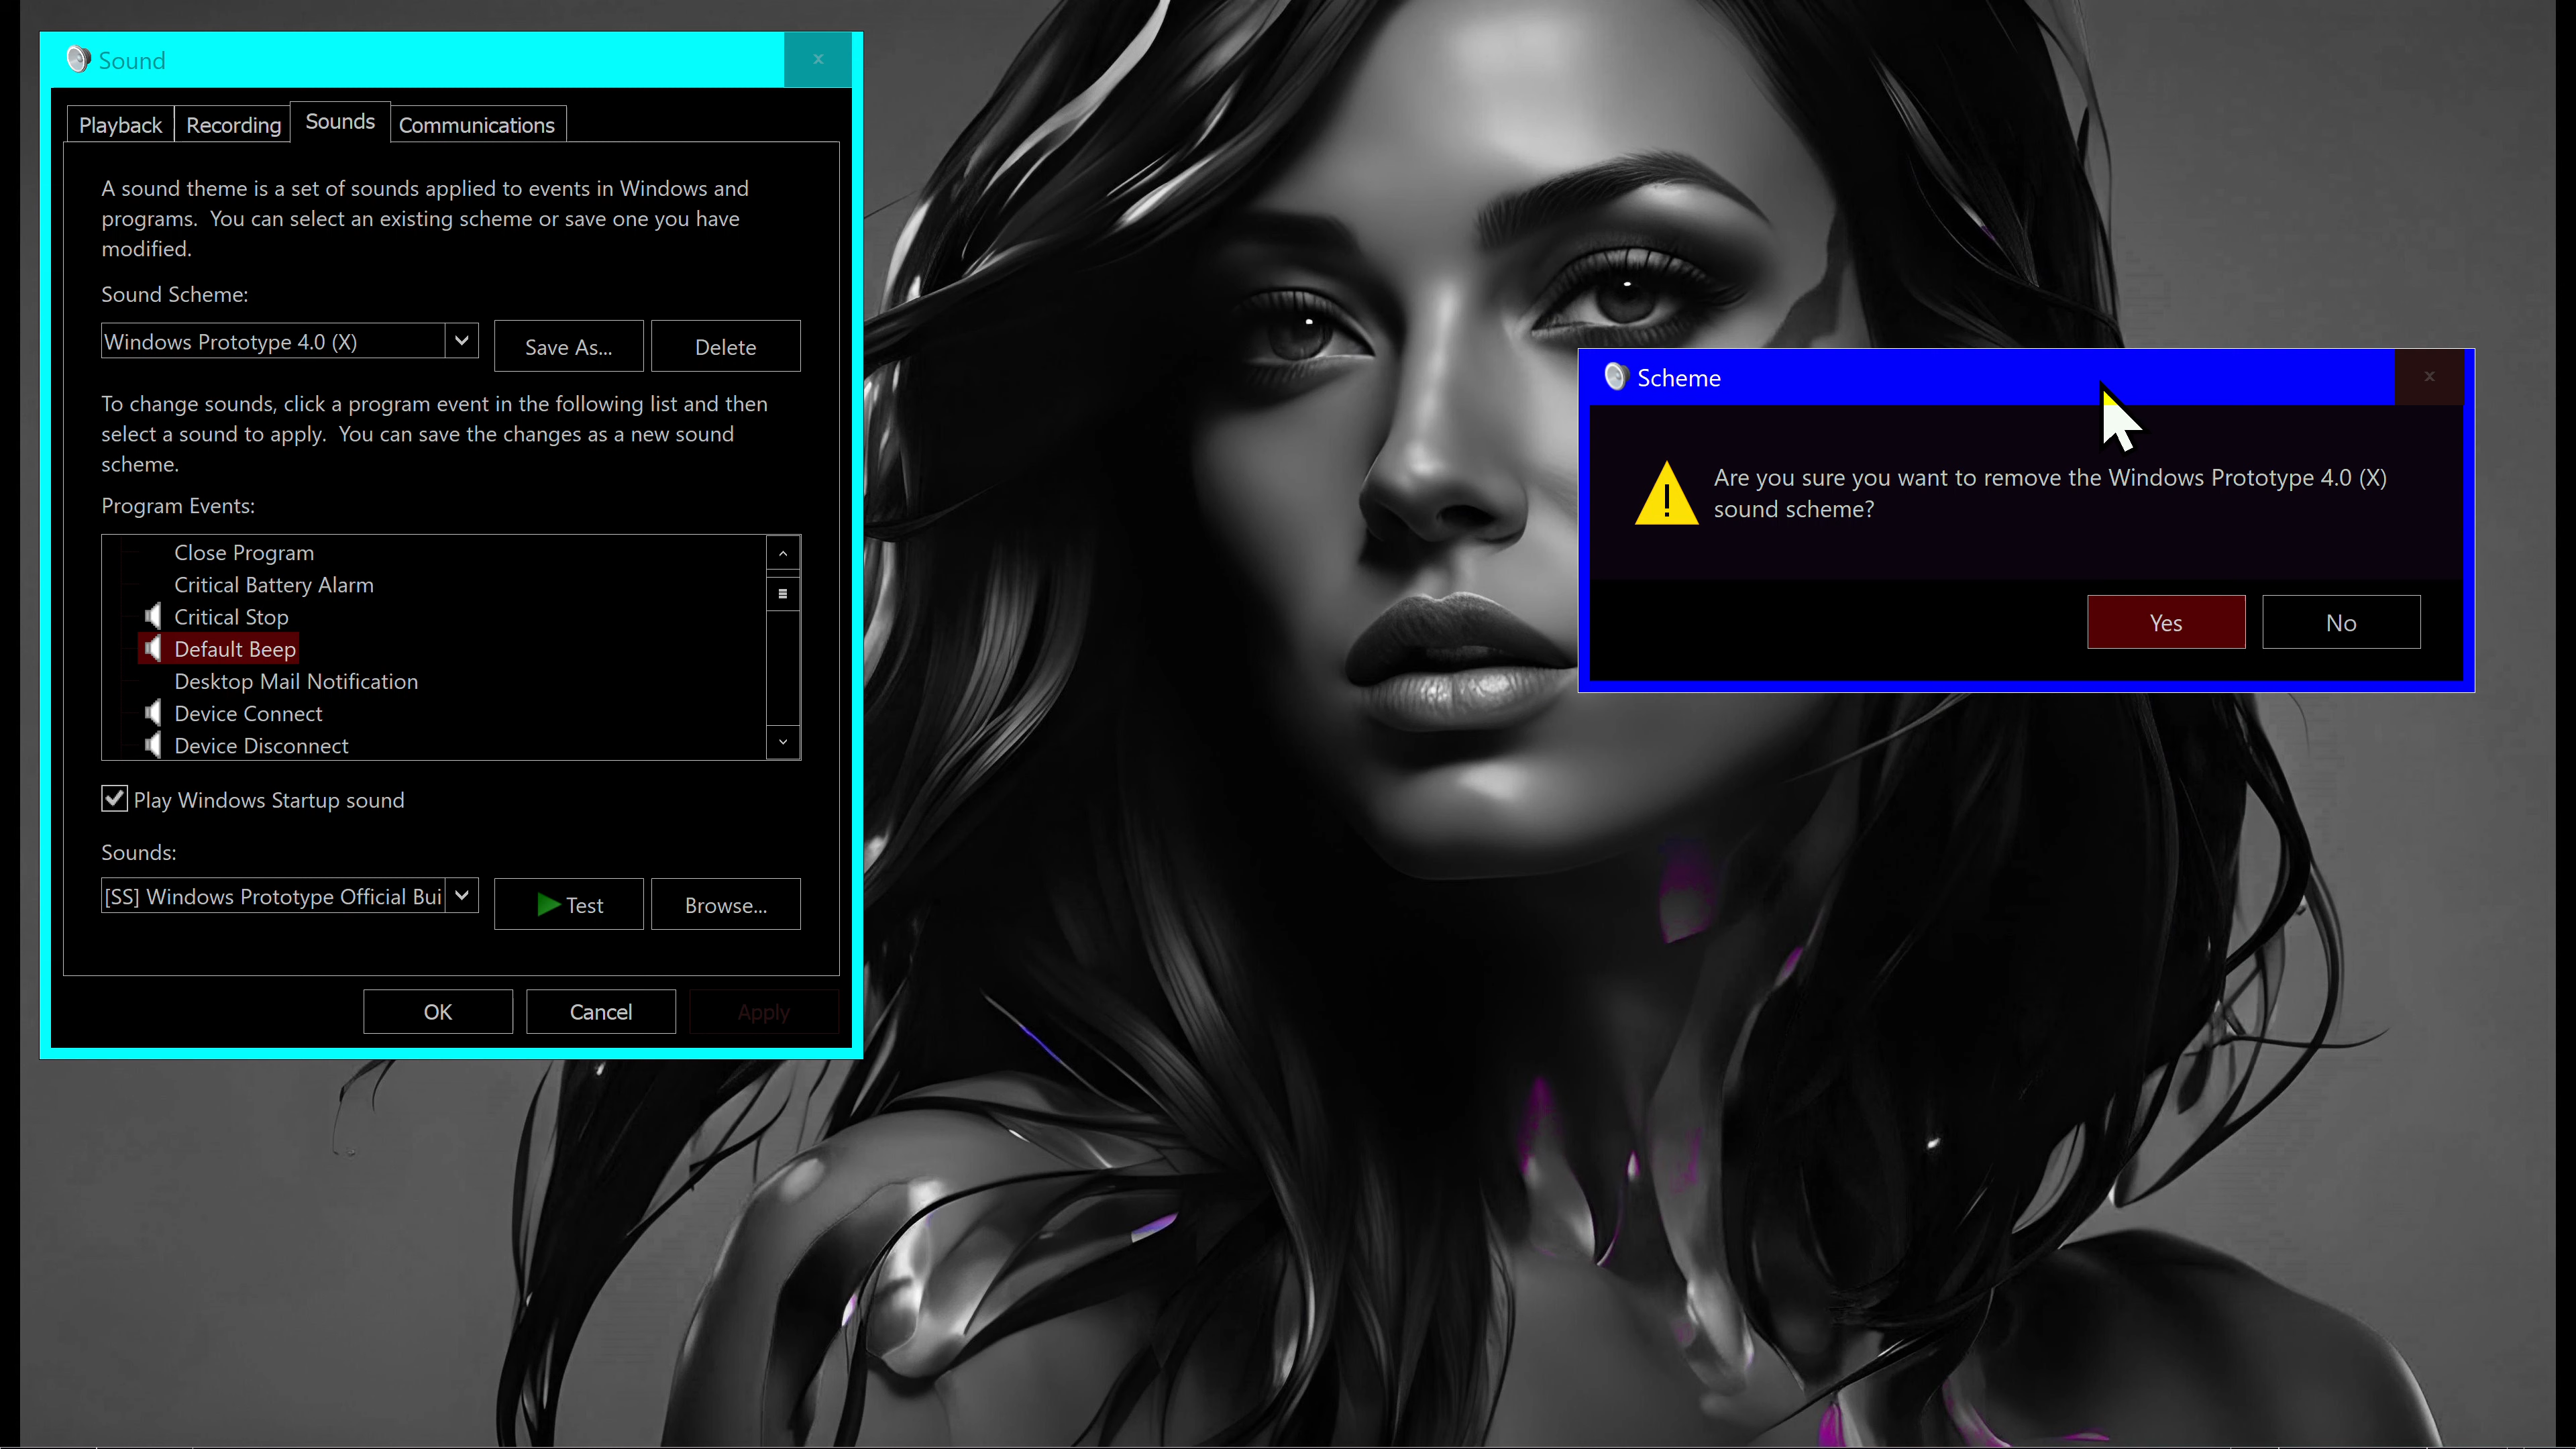 Sound
Playback
Recording
Sounds
Communications
A sound theme is a set of sounds applied to events in Windows and
programs.  You can select an existing scheme or save one you have
modified.
Sound Scheme:
Windows Prototype 4.0 (X)
Save As...
Delete
To change sounds, click a program event in the following list and then
select a sound to apply.  You can save the changes as a new sound
scheme.
Program Events:
Close Program
Critical Battery Alarm
Critical Stop
Default Beep
Desktop Mail Notification
Device Connect
Device Disconnect
Play Windows Startup sound
Sounds:
[SS] Windows Prototype Official Bui
Test
Browse...
OK
Cancel
Apply
Scheme
Are you sure you want to remove the Windows Prototype 4.0 (X)
sound scheme?
Yes
No